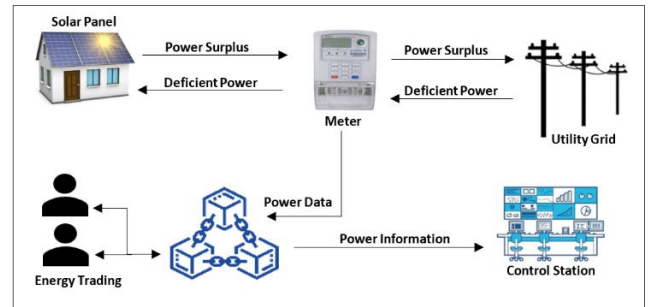 Solar Panel
Power Surplus
Power Surplus
Deficient Power
Deficient Power
Meter
Utility Grid
Power Data
Power Information
Energy Trading
Control Station